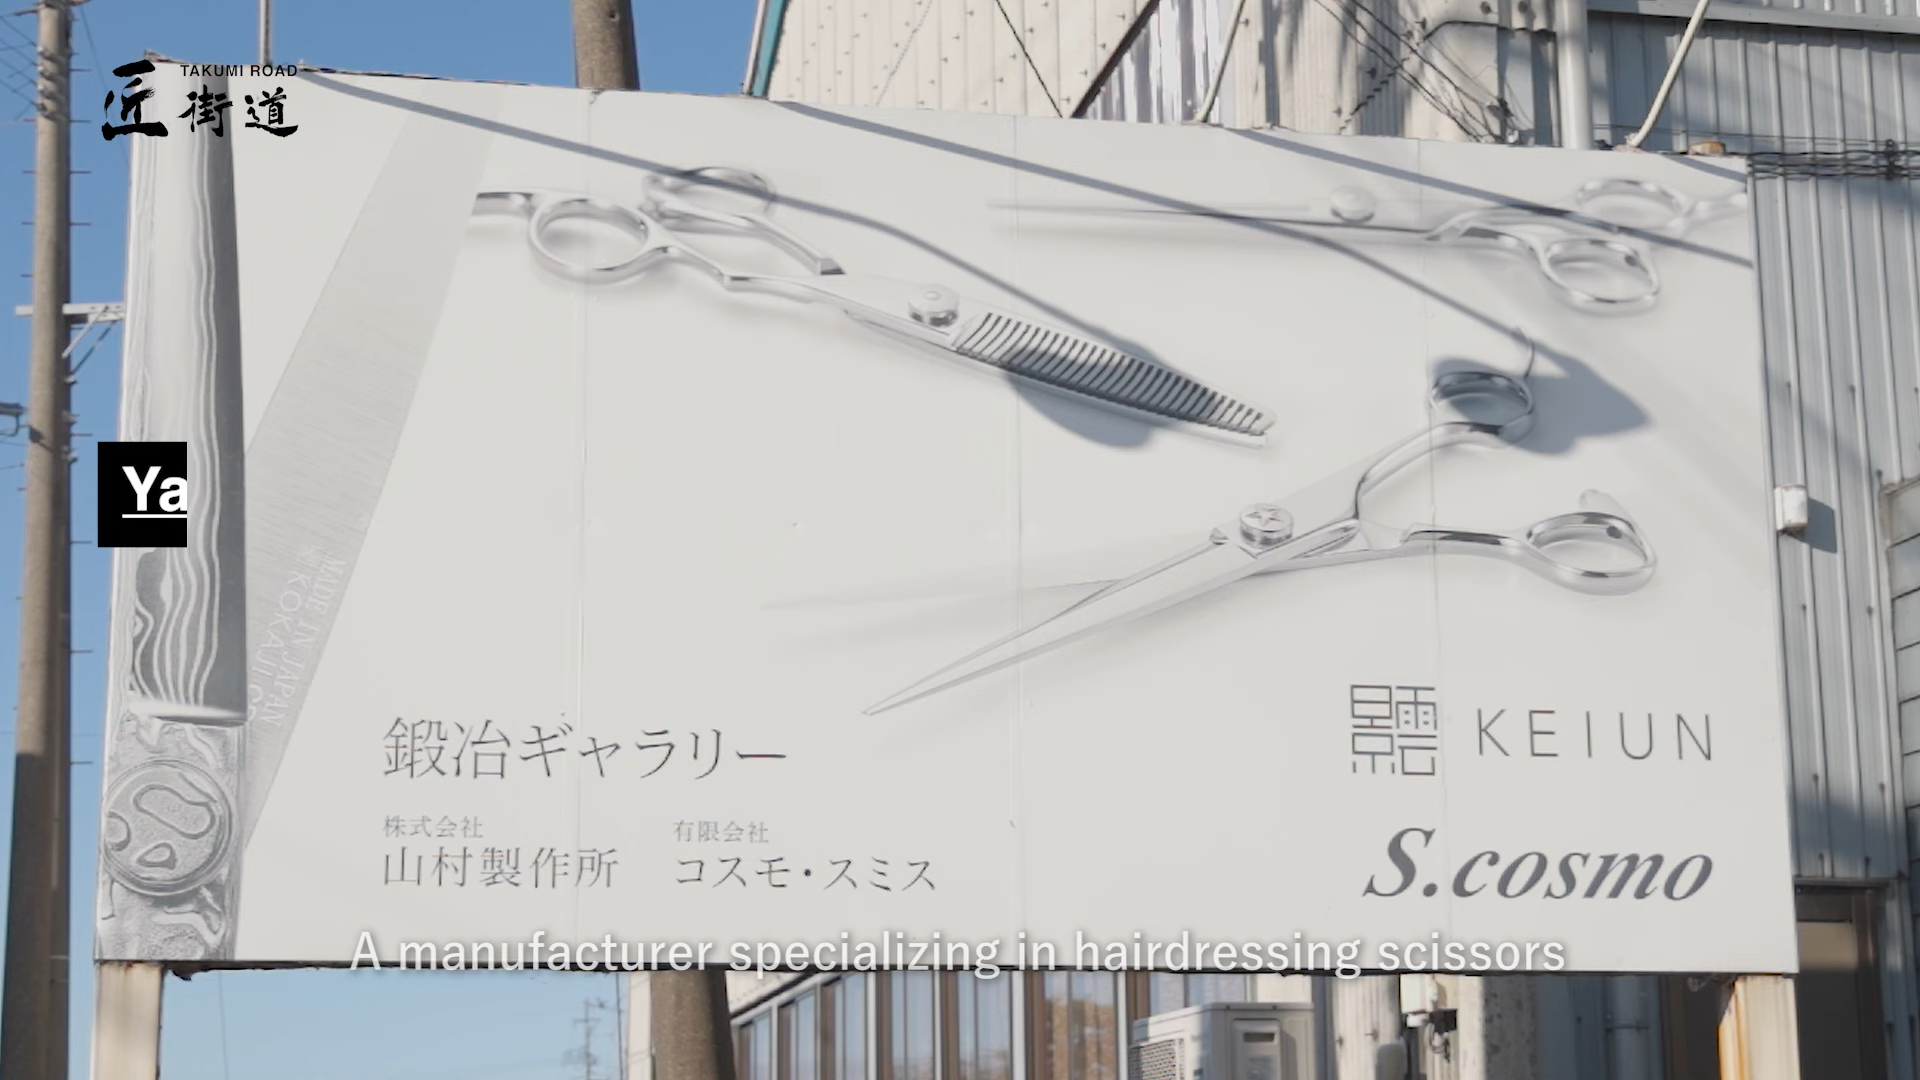 TAKUMI ROAD
匠街道
Ya
MADE IN JAPAN
鍛冶ギャラリー
KEIUN
株式会社
有限会社
山村製作所
コスモ・スミス
S.cosmo
A manufacturer specializing in hairdressing scissors